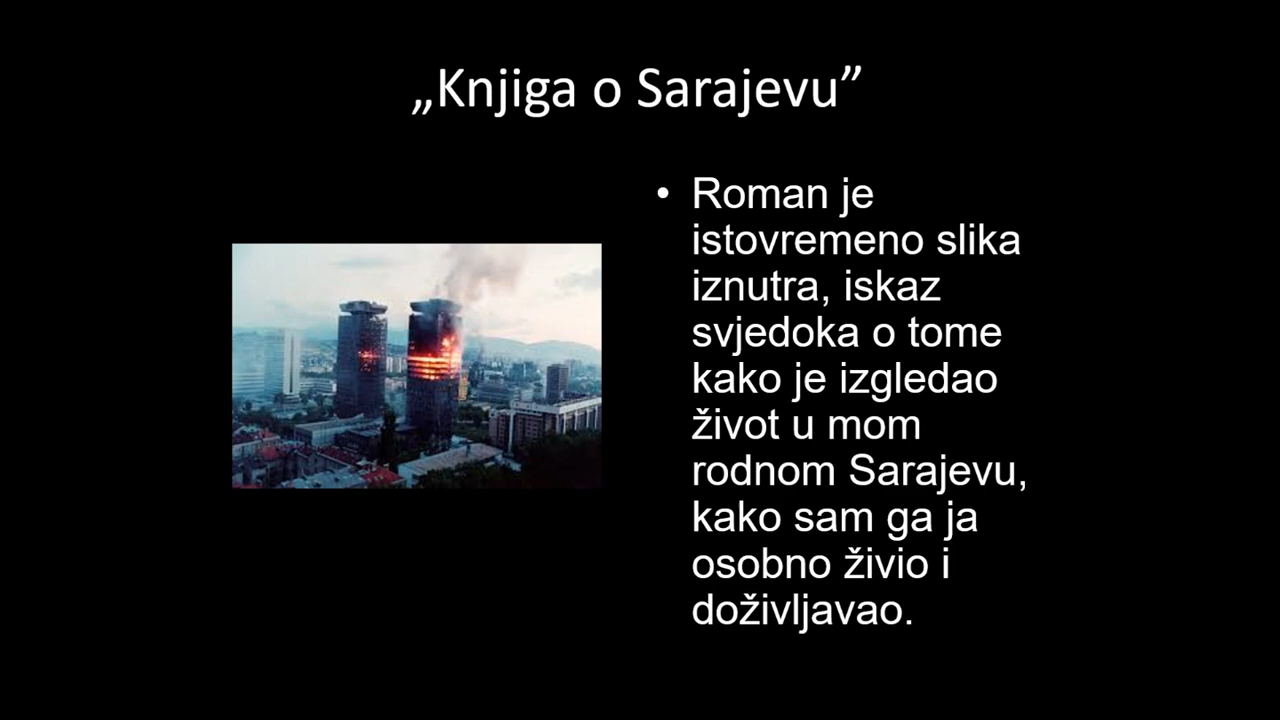 „Knjiga o Sarajevu”
• Roman je
istovremeno slika
iznutra, iskaz
svjedoka o tome
kako je izgledao
život u mom
rodnom Sarajevu,
kako sam ga ja
osobno živio i
doživljavao.